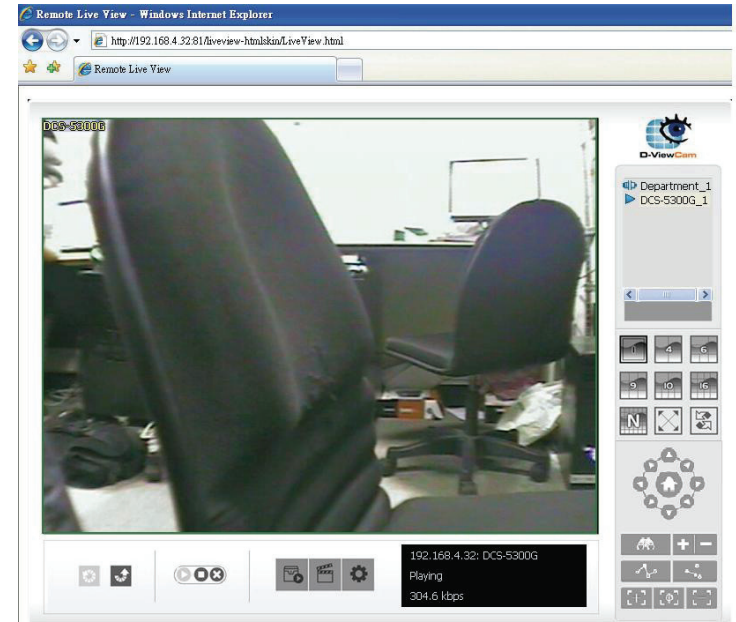 Remote Live View - Windows Internet Explorer
http://192.168.4.32:81/liveview-htmlskin/LiveView.html
Remote Live View
DCS-5300G
D-ViewCam
Department_1
DCS-5300G_1
1 4 6
9 10 16
N
192.168.4.32: DCS-5300G
Playing
304.6 kbps